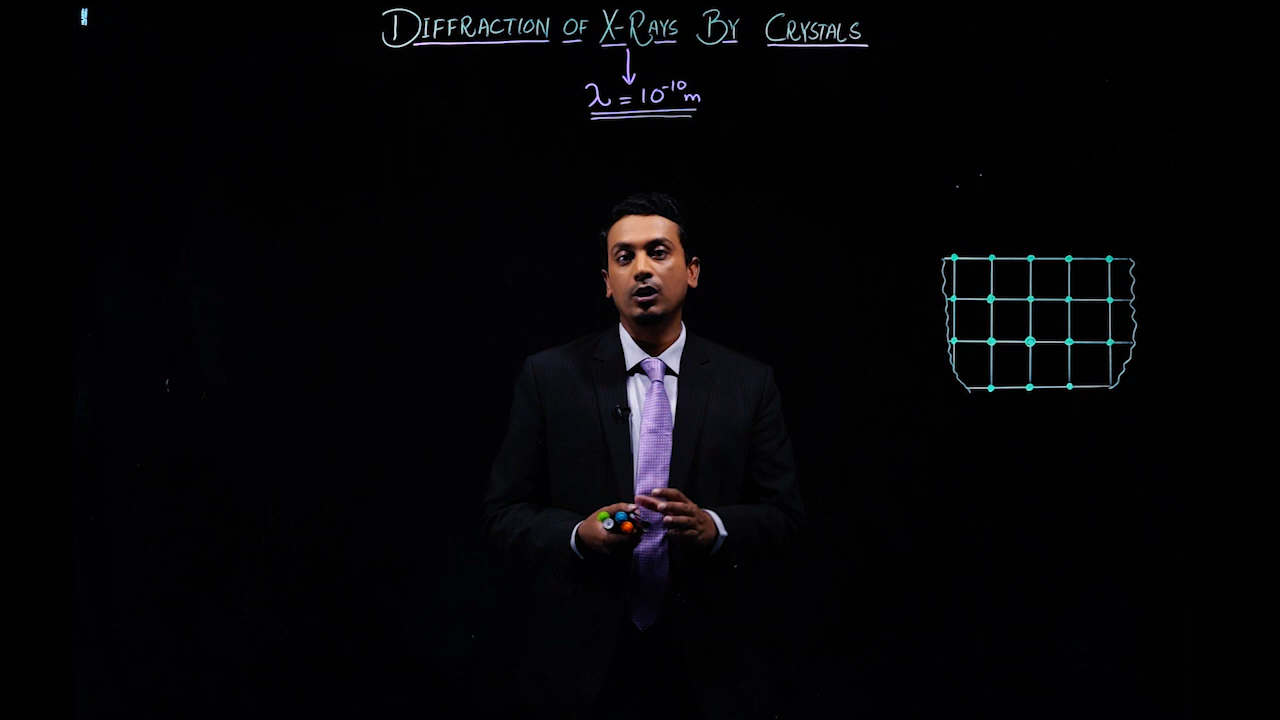 DIFFRACTION OF X-RAYS BY CRYSTALS
λ = 10⁻¹⁰ m